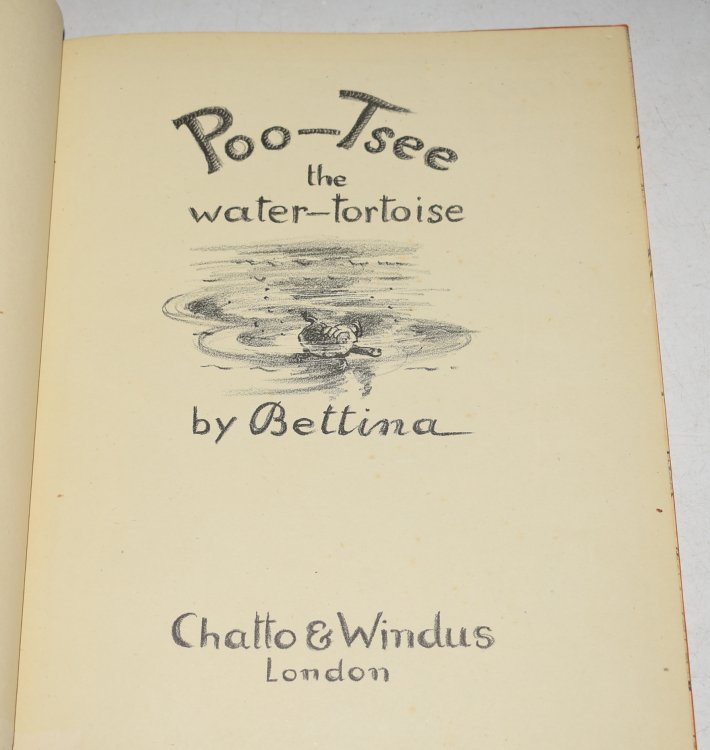 Poo-Tsee
the
water-tortoise
by Bettina
Chatto & Windus
London